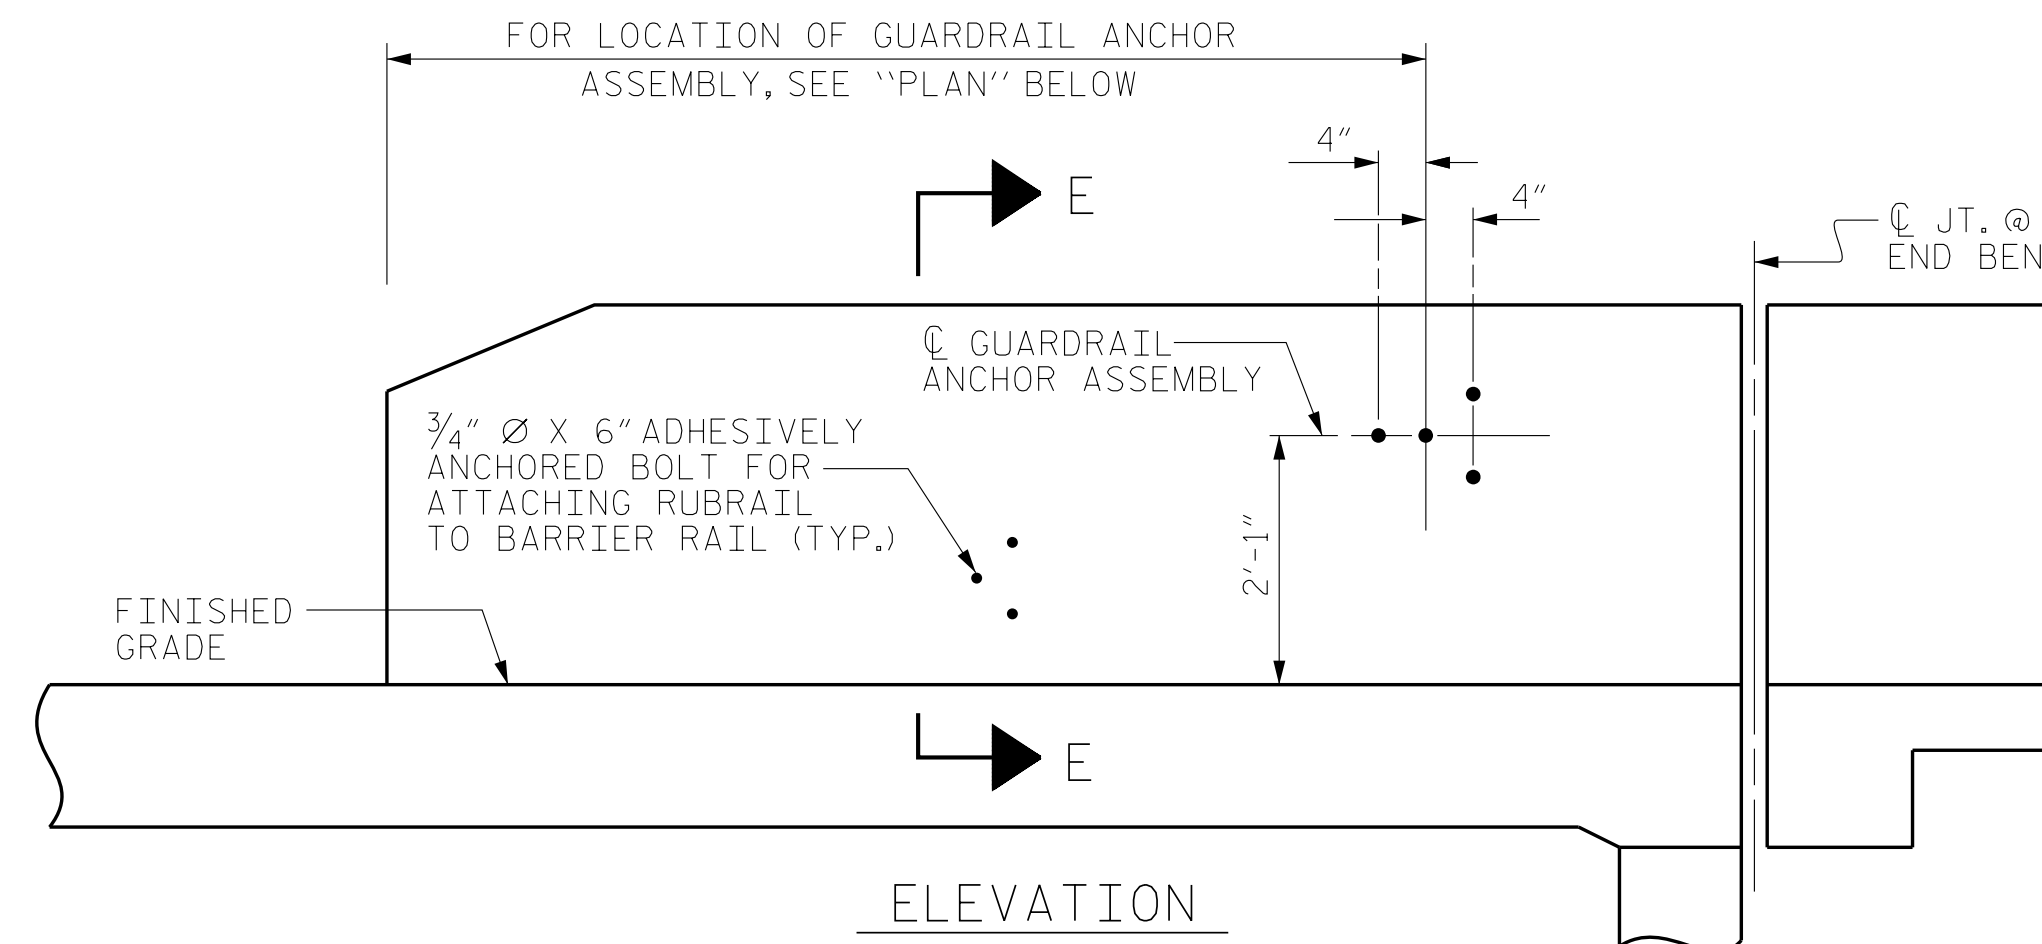 FOR LOCATION OF GUARDRAIL ANCHOR
ASSEMBLY, SEE "PLAN" BELOW
4"
4"
E
℄ JT. @
END BEN
℄ GUARDRAIL
ANCHOR ASSEMBLY
¾" Ø X 6" ADHESIVELY
ANCHORED BOLT FOR
ATTACHING RUBRAIL
TO BARRIER RAIL (TYP.)
2'-1"
FINISHED
GRADE
E
ELEVATION